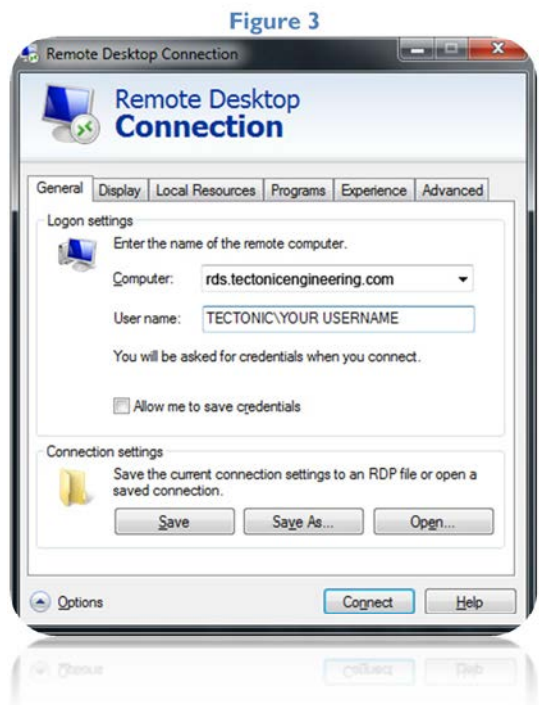 Figure 3
Remote Desktop Connection
Remote Desktop
Connection
General Display Local Resources Programs Experience Advanced
Logon settings
Enter the name of the remote computer.
Computer: rds.tectonicengineering.com
User name: TECTONIC\YOUR USERNAME
You will be asked for credentials when you connect.
Allow me to save credentials
Connection settings
Save the current connection settings to an RDP file or open a
saved connection.
Save Save As... Open...
Options Connect Help